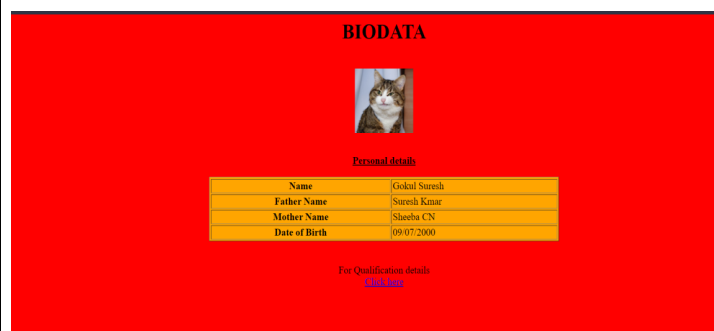 BIODATA
Personal details
Name Gokul Suresh
Father Name Suresh Kmar
Mother Name Sheeba CN
Date of Birth 09/07/2000
For Qualification details
Click here